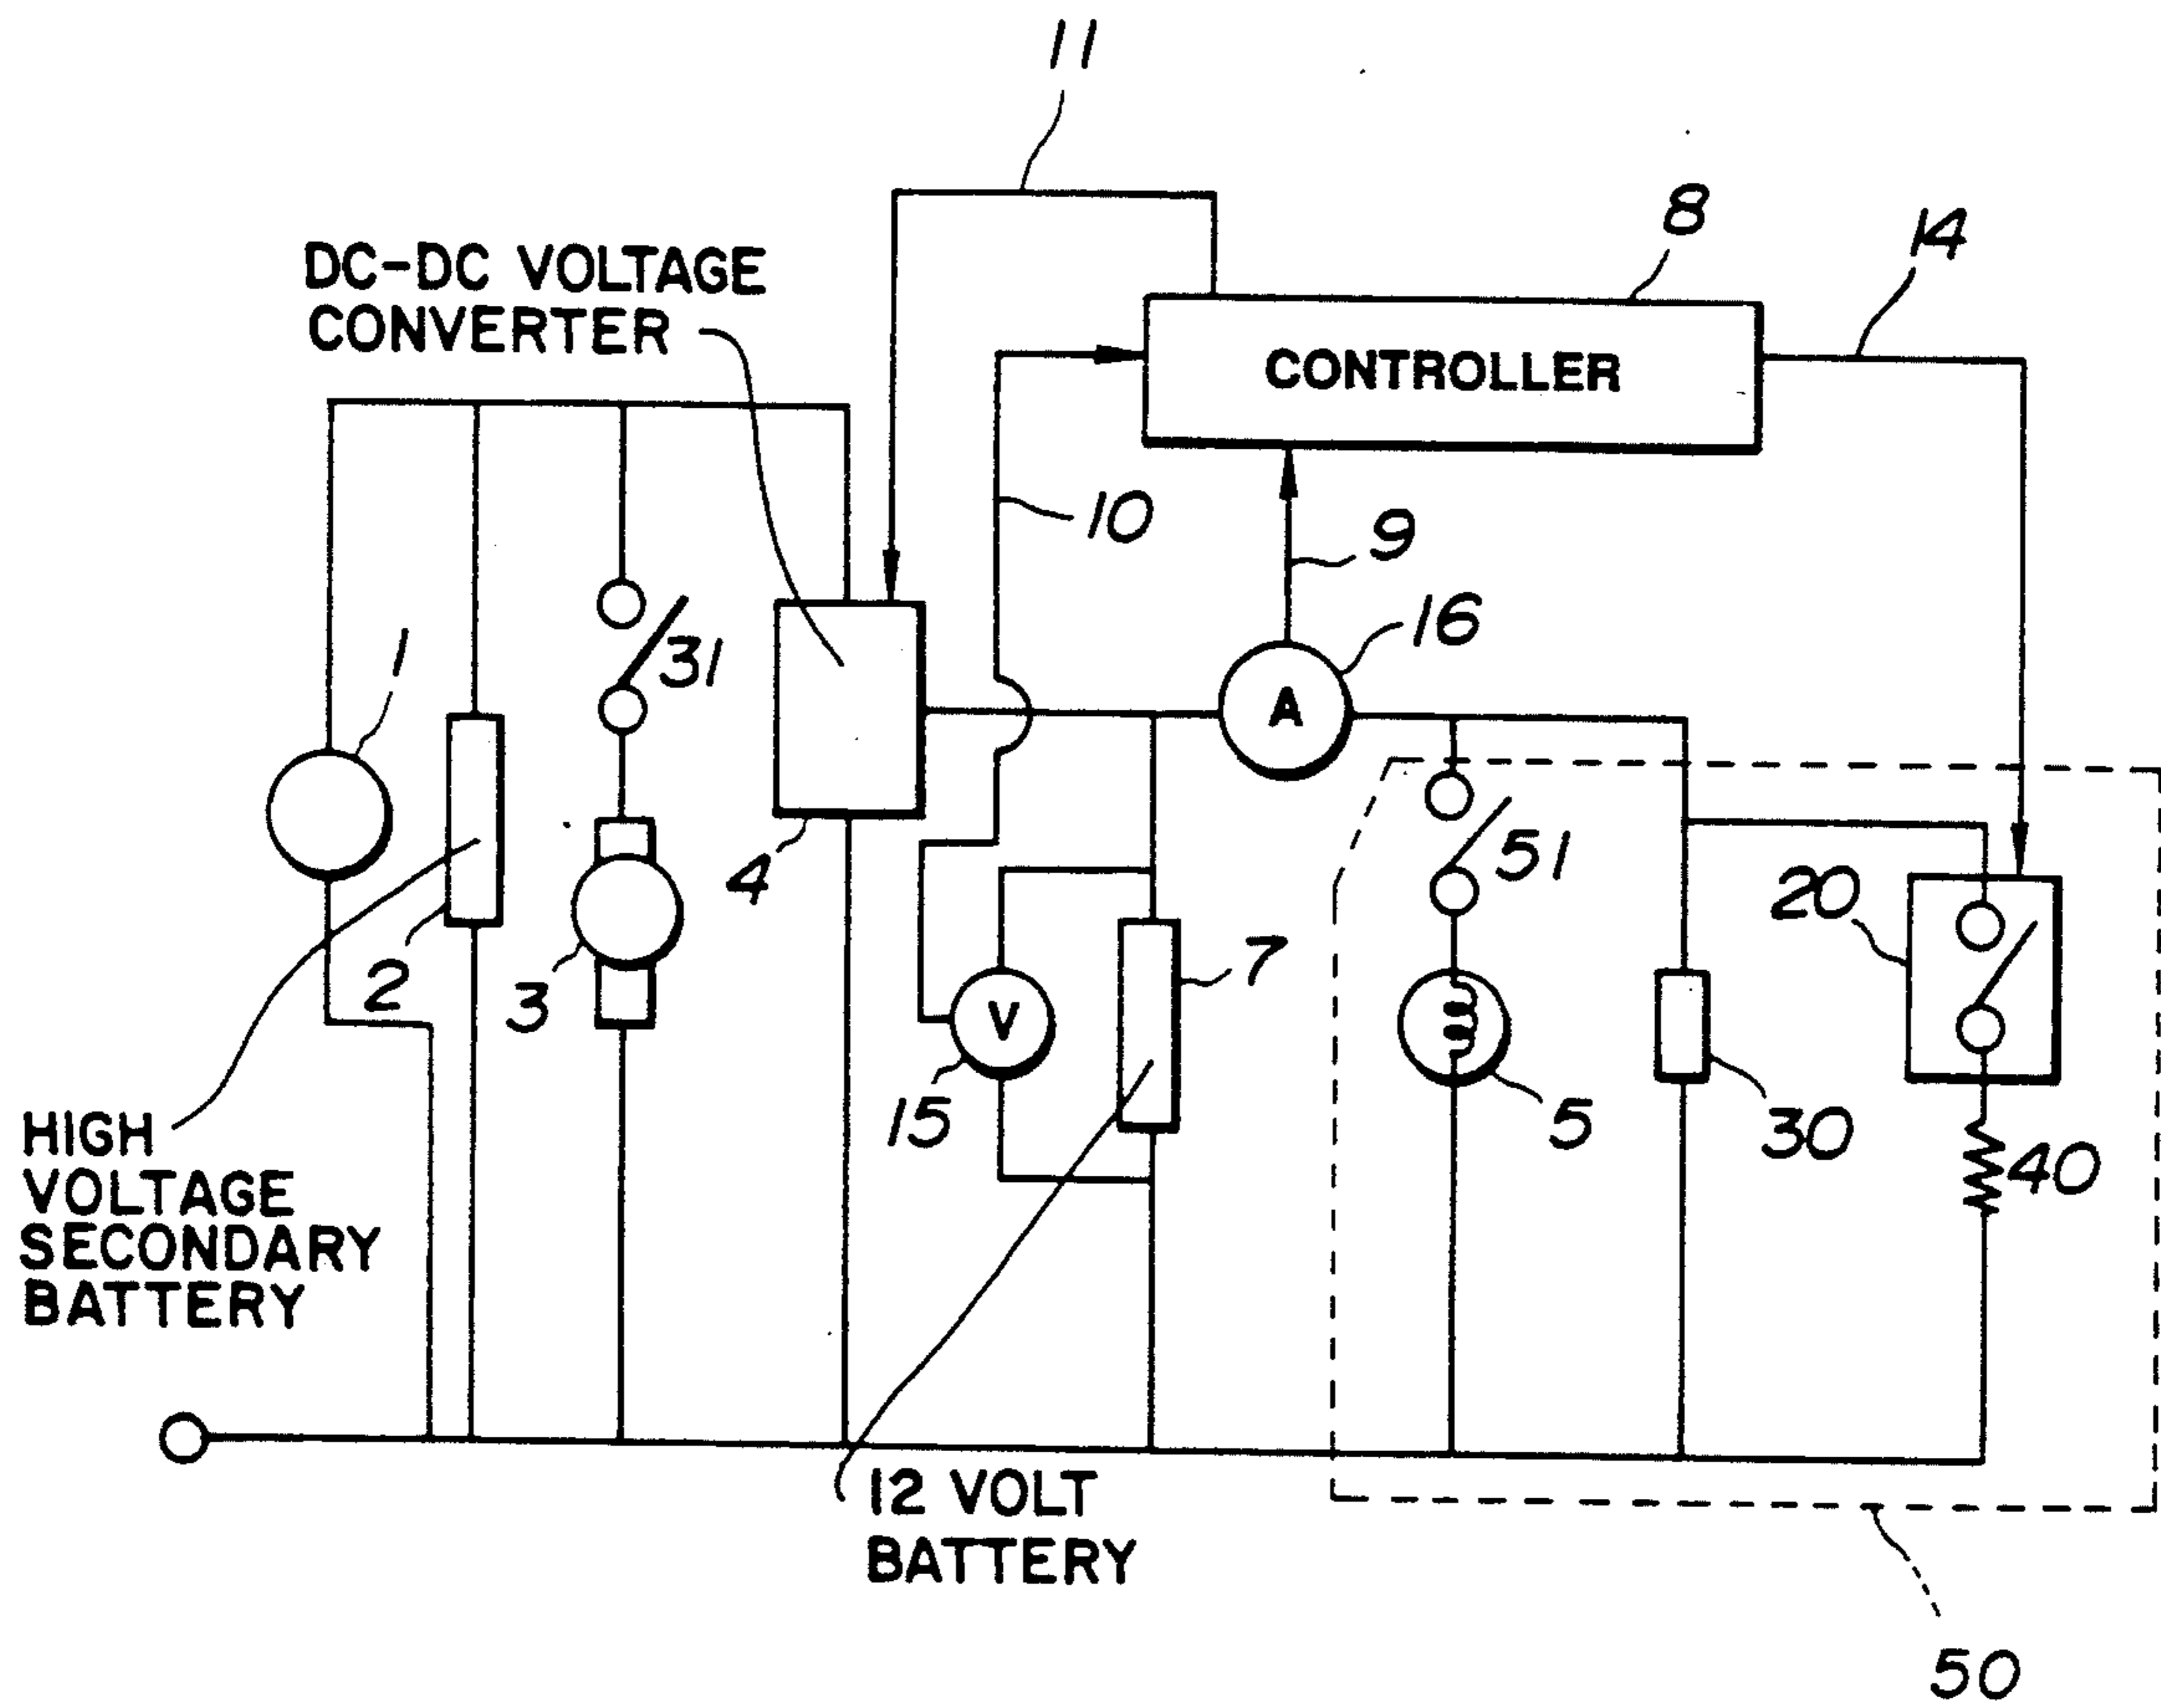 11
8
14
DC-DC VOLTAGE
CONVERTER
CONTROLLER
10
9
16
A
1
31
4
51
20
2
3
V
7
15
5
30
40
HIGH
VOLTAGE
SECONDARY
BATTERY
12 VOLT
BATTERY
50